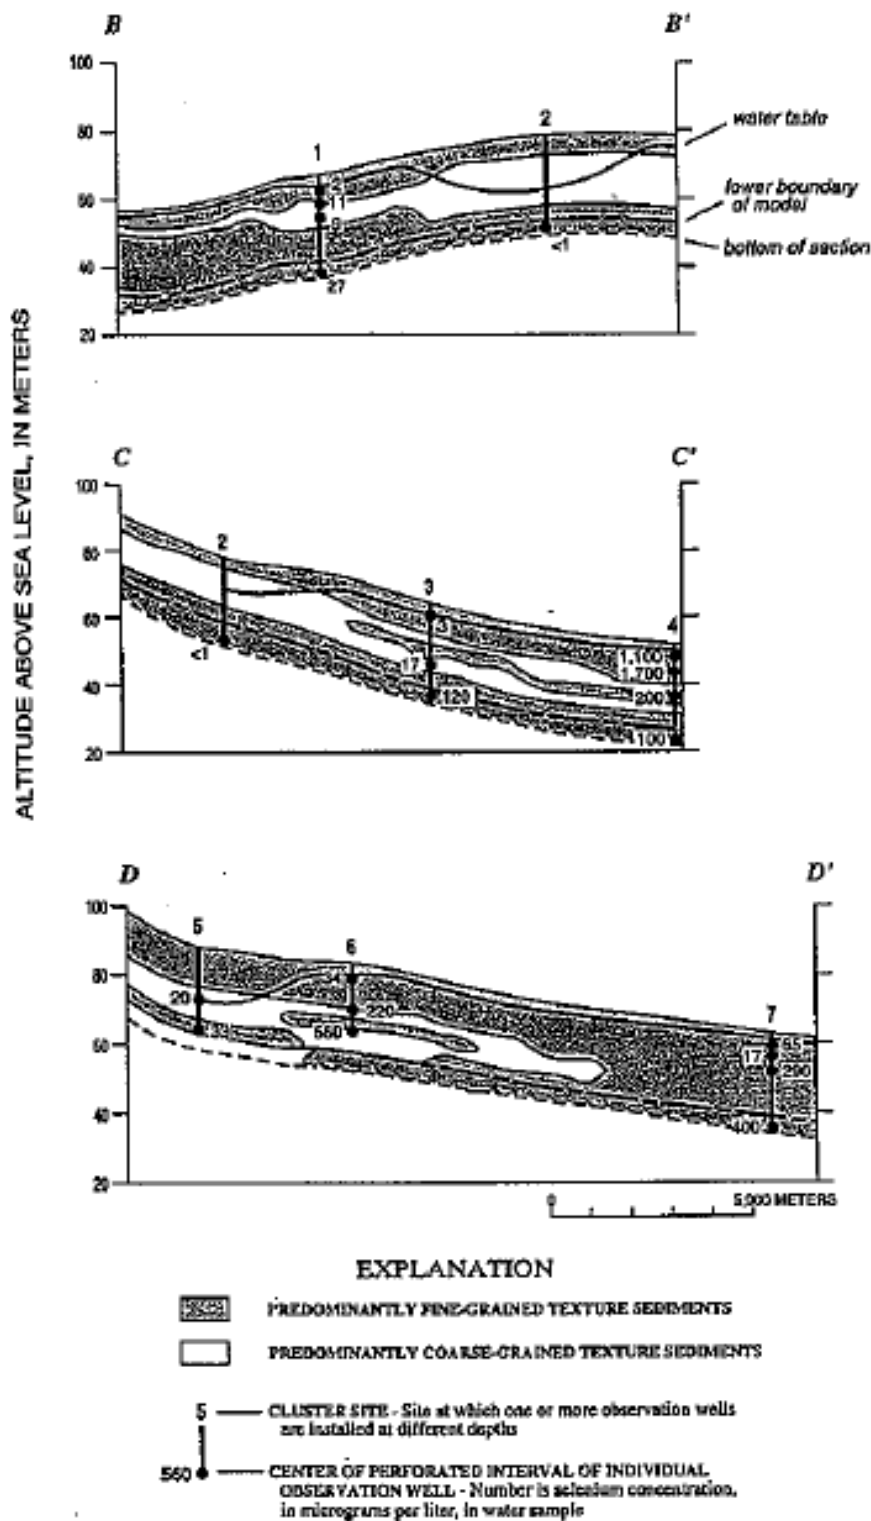 B B'
100
80
60
40
20
1
2
11
27
<1
water table
lower boundary
of model
bottom of section
ALTITUDE ABOVE SEA LEVEL, IN METERS
C C'
100
80
60
40
20
2
3
4
<1
3
17
120
1,100
1,700
200
100
D D'
100
80
60
40
20
5
6
7
20
220
560
17
290
400
0 5,000 METERS
EXPLANATION
PREDOMINANTLY FINE-GRAINED TEXTURE SEDIMENTS
PREDOMINANTLY COARSE-GRAINED TEXTURE SEDIMENTS
5 CLUSTER SITE - Site at which one or more observation wells
are installed at different depths
560 CENTER OF PERFORATED INTERVAL OF INDIVIDUAL
OBSERVATION WELL - Number is selenium concentration,
in micrograms per liter, in water sample